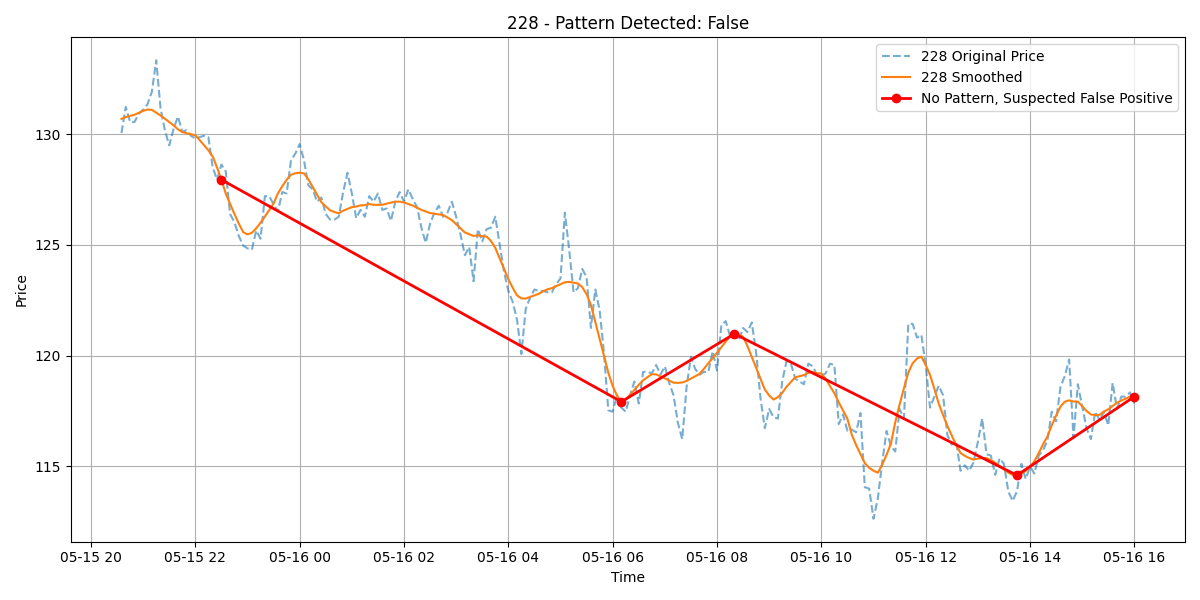 228 - Pattern Detected: False
228 Original Price
228 Smoothed
No Pattern, Suspected False Positive
Price
130
125
120
115
05-15 20 05-15 22 05-16 00 05-16 02 05-16 04 05-16 06 05-16 08 05-16 10 05-16 12 05-16 14 05-16 16
Time